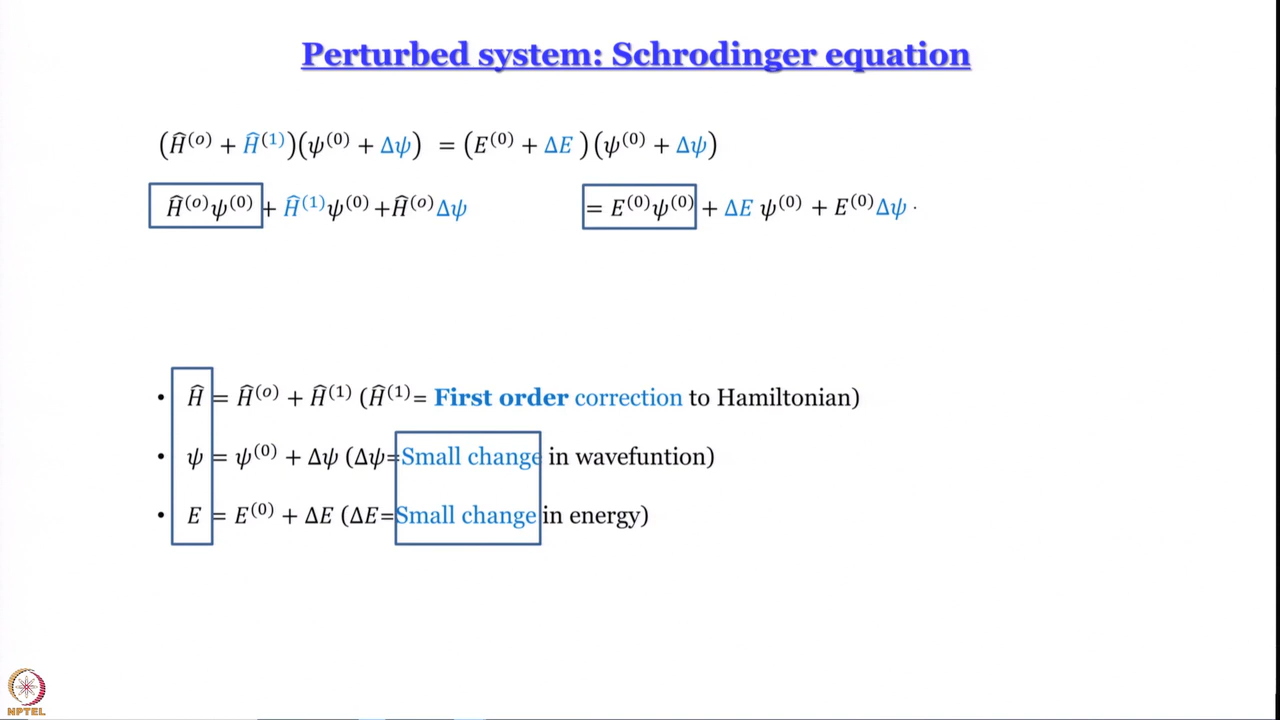 Perturbed system: Schrodinger equation
(Ĥ⁽ᵒ⁾ + Ĥ⁽¹⁾)(ψ⁽⁰⁾ + Δψ) = (E⁽⁰⁾ + ΔE )(ψ⁽⁰⁾ + Δψ)
Ĥ⁽ᵒ⁾ψ⁽⁰⁾ + Ĥ⁽¹⁾ψ⁽⁰⁾ +Ĥ⁽ᵒ⁾Δψ = E⁽⁰⁾ψ⁽⁰⁾ + ΔE ψ⁽⁰⁾ + E⁽⁰⁾Δψ ·
• Ĥ = Ĥ⁽ᵒ⁾ + Ĥ⁽¹⁾ (Ĥ⁽¹⁾= First order correction to Hamiltonian)
• ψ = ψ⁽⁰⁾ + Δψ (Δψ=Small change in wavefuntion)
• E = E⁽⁰⁾ + ΔE (ΔE=Small change in energy)
NPTEL